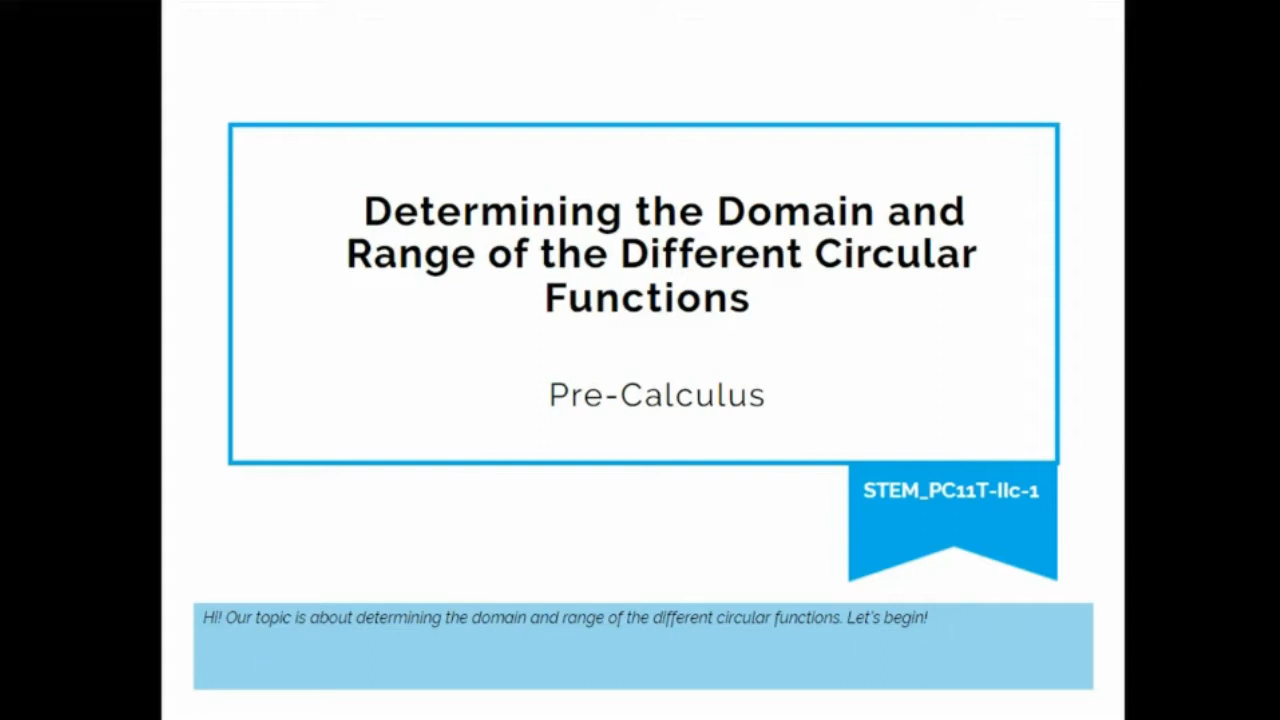 Determining the Domain and
Range of the Different Circular
Functions
Pre-Calculus
STEM_PC11T-IIc-1
Hi! Our topic is about determining the domain and range of the different circular functions. Let's begin!